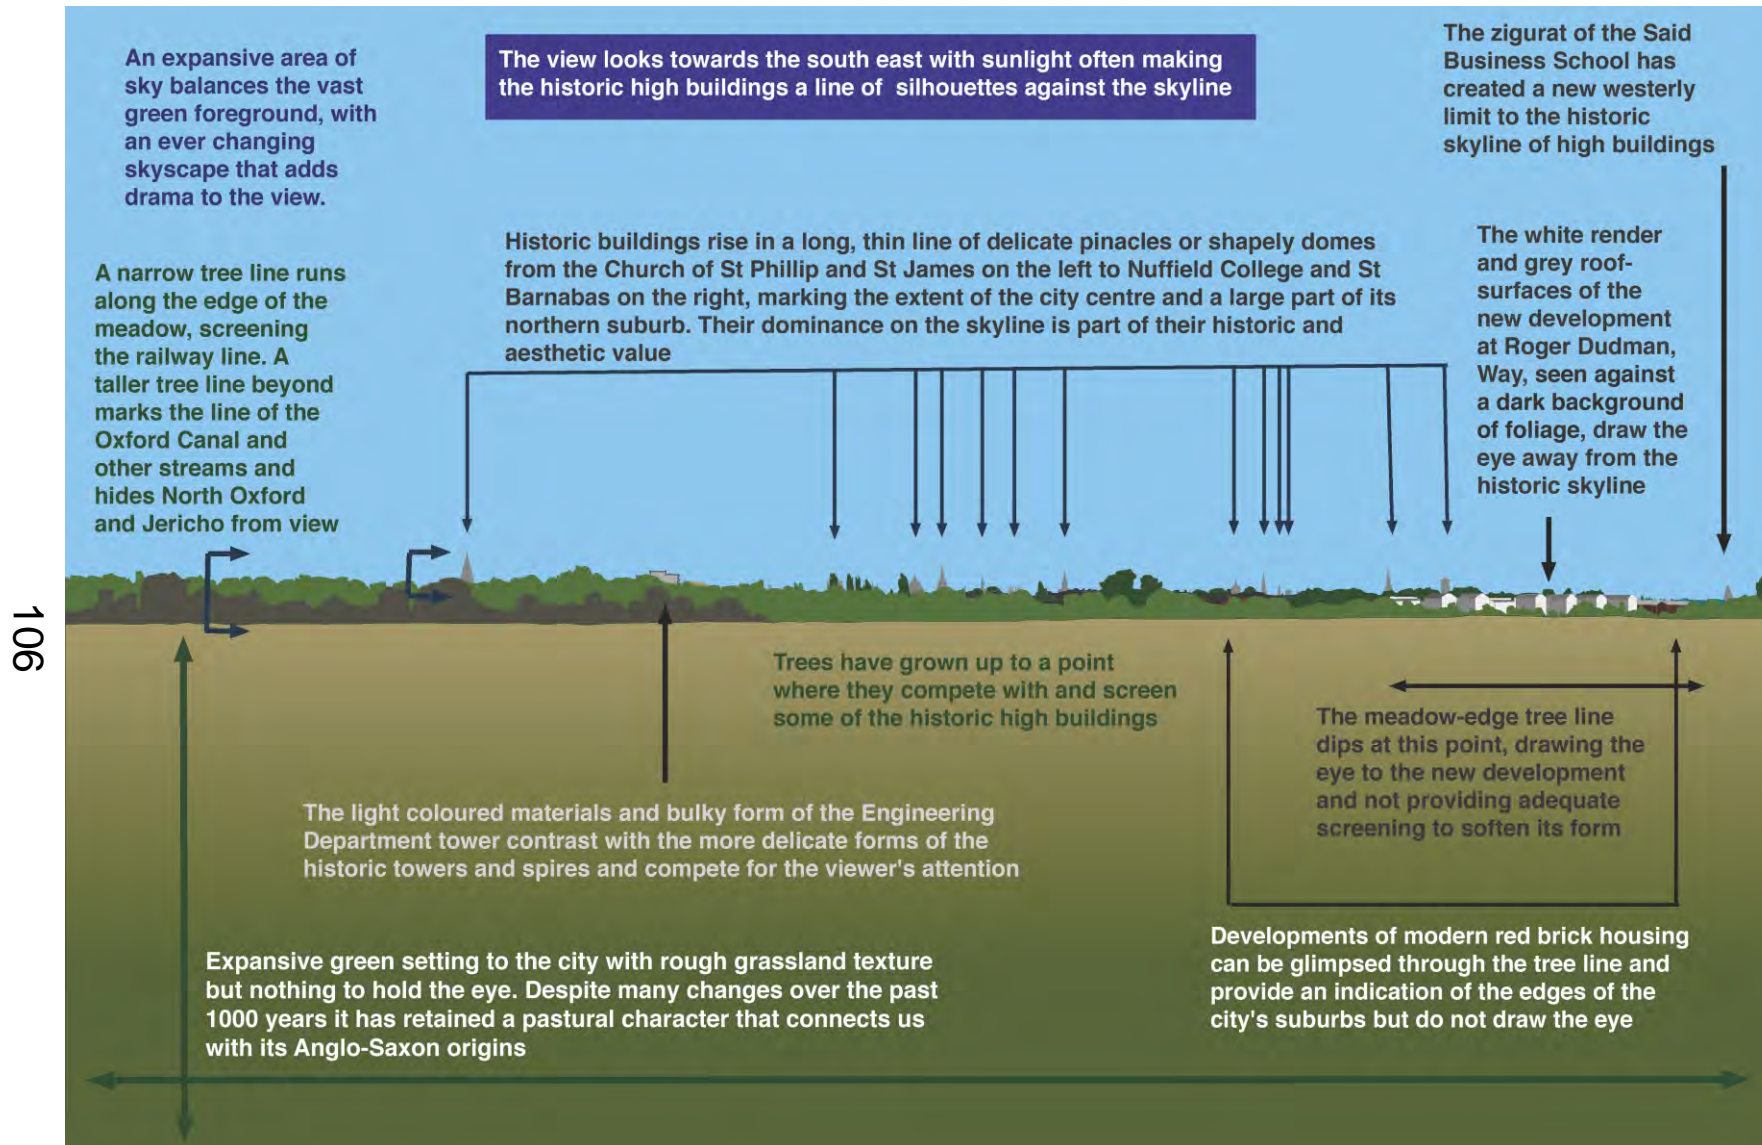 An expansive area of
sky balances the vast
green foreground, with
an ever changing
skyscape that adds
drama to the view.
The view looks towards the south east with sunlight often making
the historic high buildings a line of silhouettes against the skyline
The zigurat of the Said
Business School has
created a new westerly
limit to the historic
skyline of high buildings
A narrow tree line runs
along the edge of the
meadow, screening
the railway line. A
taller tree line beyond
marks the line of the
Oxford Canal and
other streams and
hides North Oxford
and Jericho from view
Historic buildings rise in a long, thin line of delicate pinacles or shapely domes
from the Church of St Phillip and St James on the left to Nuffield College and St
Barnabas on the right, marking the extent of the city centre and a large part of its
northern suburb. Their dominance on the skyline is part of their historic and
aesthetic value
The white render
and grey roof-
surfaces of the
new development
at Roger Dudman,
Way, seen against
a dark background
of foliage, draw the
eye away from the
historic skyline
106
Trees have grown up to a point
where they compete with and screen
some of the historic high buildings
The meadow-edge tree line
dips at this point, drawing the
eye to the new development
and not providing adequate
screening to soften its form
The light coloured materials and bulky form of the Engineering
Department tower contrast with the more delicate forms of the
historic towers and spires and compete for the viewer's attention
Expansive green setting to the city with rough grassland texture
but nothing to hold the eye. Despite many changes over the past
1000 years it has retained a pastural character that connects us
with its Anglo-Saxon origins
Developments of modern red brick housing
can be glimpsed through the tree line and
provide an indication of the edges of the
city's suburbs but do not draw the eye